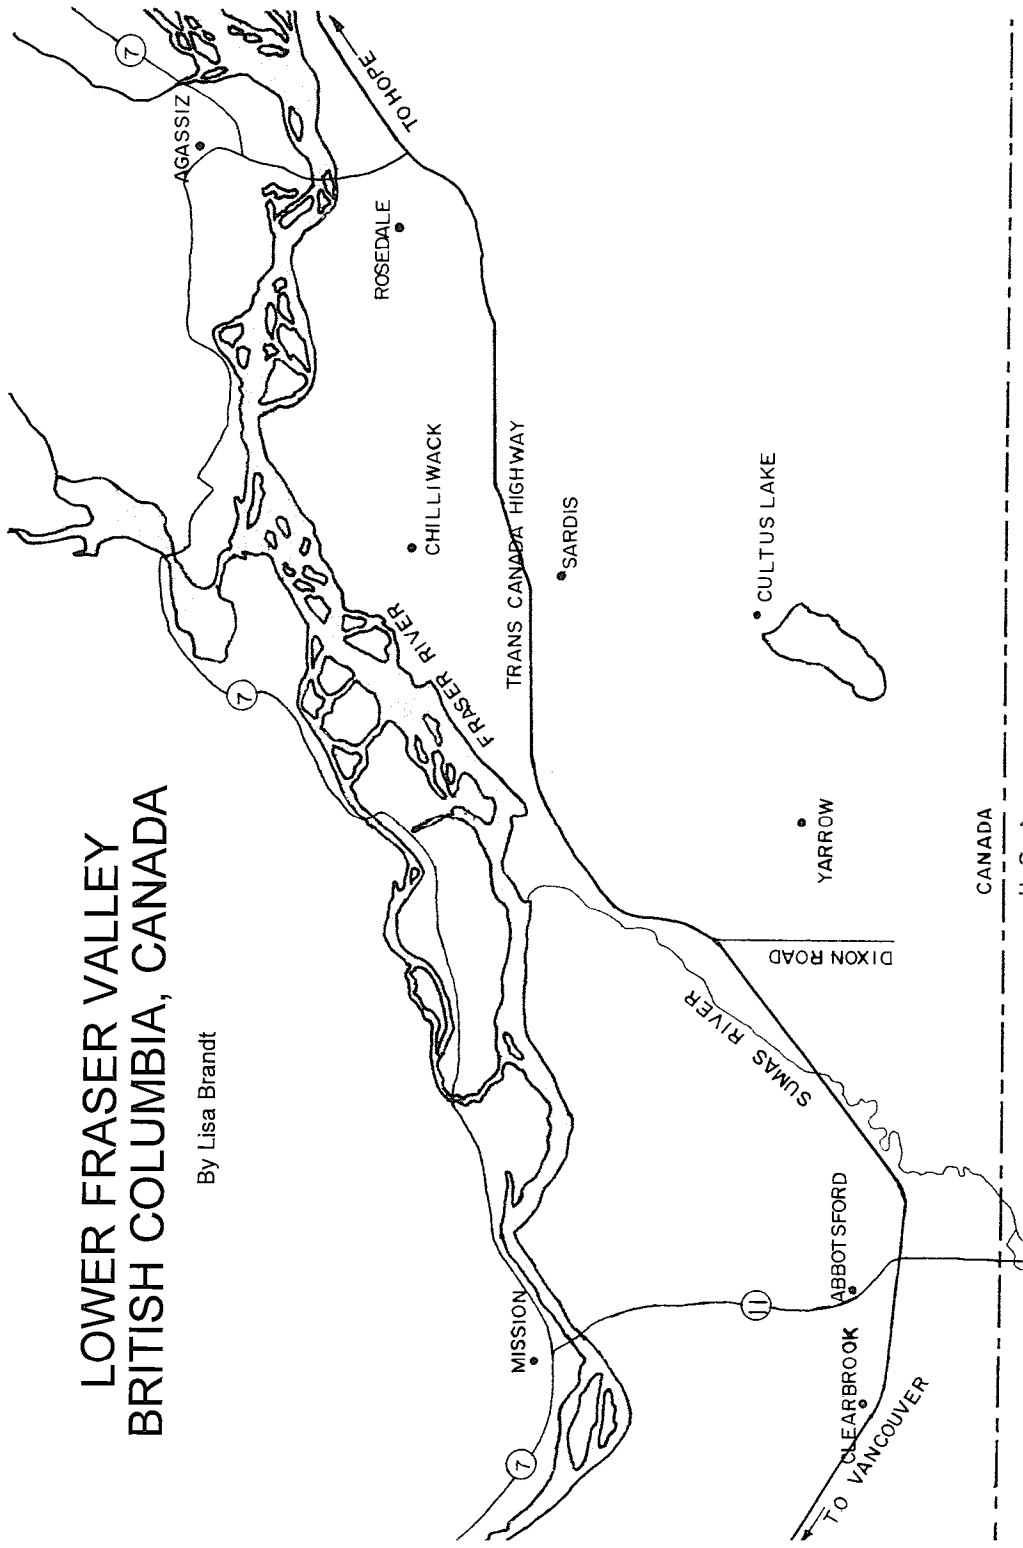 LOWER FRASER VALLEY
BRITISH COLUMBIA, CANADA
By Lisa Brandt
7
AGASSIZ
TO HOPE
ROSEDALE
7
CHILLIWACK
FRASER RIVER
TRANS CANADA HIGHWAY
SARDIS
CULTUS LAKE
YARROW
DIXON ROAD
SUMAS RIVER
MISSION
7
11
ABBOTSFORD
CLEARBROOK
TO VANCOUVER
CANADA